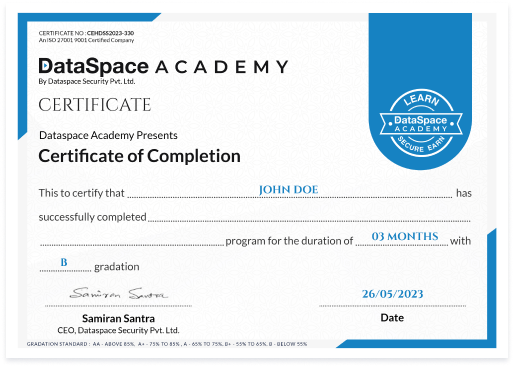 CERTIFICATE NO : CEHDSS2023-330
An ISO 27001 9001 Certified Company
DataSpace ACADEMY
By Dataspace Security Pvt. Ltd.
CERTIFICATE
LEARN
DataSpace
ACADEMY
SECURE EARN
Dataspace Academy Presents
Certificate of Completion
This to certify that JOHN DOE has
successfully completed
program for the duration of 03 MONTHS with
B gradation
Samiran Santra
26/05/2023
Samiran Santra
Date
CEO, Dataspace Security Pvt. Ltd.
GRADATION STANDARD : AA - ABOVE 85%, A+ - 75% TO 85% , A - 65% TO 75%, B+ - 55% TO 65%, B - BELOW 55%